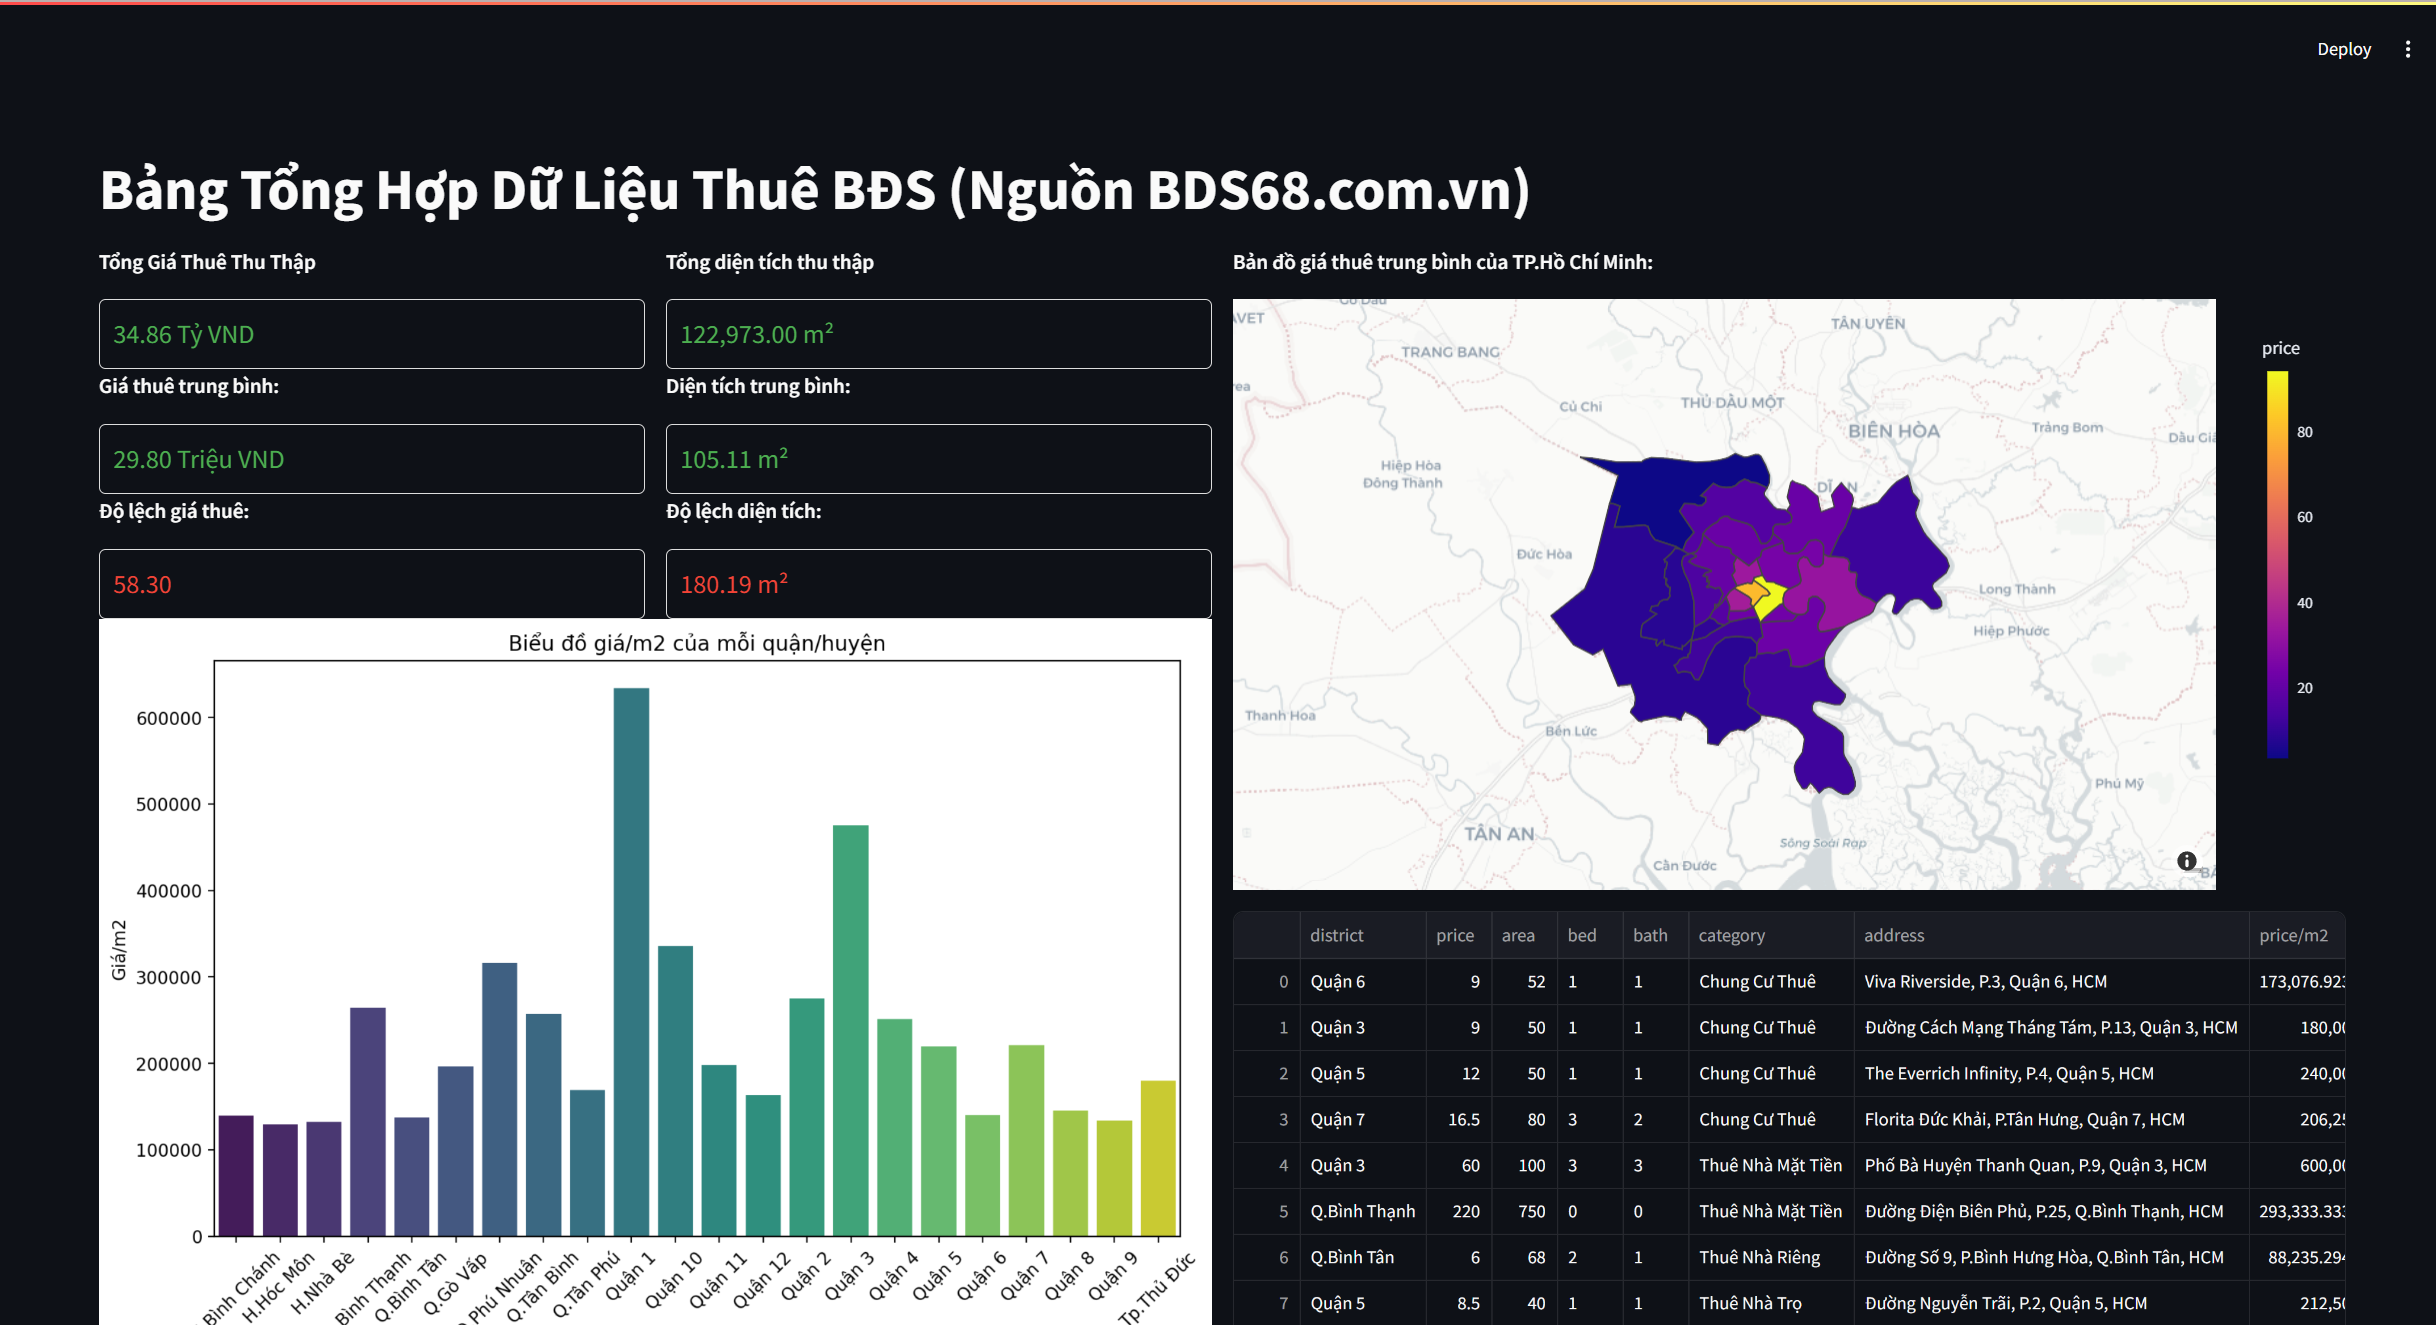 Deploy
Bảng Tổng Hợp Dữ Liệu Thuê BĐS (Nguồn BDS68.com.vn)
Tổng Giá Thuê Thu Thập
34.86 Tỷ VND
Giá thuê trung bình:
29.80 Triệu VND
Độ lệch giá thuê:
58.30
Tổng diện tích thu thập
122,973.00 m²
Diện tích trung bình:
105.11 m²
Độ lệch diện tích:
180.19 m²
Biểu đồ giá/m2 của mỗi quận/huyện
Giá/m2
600000
500000
400000
300000
200000
100000
0
Bình Chánh
H.Hóc Môn
H.Nhà Bè
Bình Thạnh
Q.Bình Tân
Q.Gò Vấp
Phú Nhuận
Q.Tân Bình
Q.Tân Phú
Quận 1
Quận 10
Quận 11
Quận 12
Quận 2
Quận 3
Quận 4
Quận 5
Quận 6
Quận 7
Quận 8
Quận 9
Tp.Thủ Đức
Bản đồ giá thuê trung bình của TP.Hồ Chí Minh:
AVET
TRANG BANG
TÂN UYÊN
Củ Chi
THỦ DẦU MỘT
BIÊN HÒA
Trảng Bom
Dầu Giâ
Hiệp Hòa
Đông Thành
DĨ N
Đức Hòa
Long Thành
Hiệp Phước
Thanh Hoa
Bến Lức
Phú Mỹ
TÂN AN
Sông Soài Rạp
Cần Đước
price
80
60
40
20
district price area bed bath category address price/m2
0 Quận 6 9 52 1 1 Chung Cư Thuê Viva Riverside, P.3, Quận 6, HCM 173,076.923
1 Quận 3 9 50 1 1 Chung Cư Thuê Đường Cách Mạng Tháng Tám, P.13, Quận 3, HCM 180,00
2 Quận 5 12 50 1 1 Chung Cư Thuê The Everrich Infinity, P.4, Quận 5, HCM 240,00
3 Quận 7 16.5 80 3 2 Chung Cư Thuê Florita Đức Khải, P.Tân Hưng, Quận 7, HCM 206,25
4 Quận 3 60 100 3 3 Thuê Nhà Mặt Tiền Phố Bà Huyện Thanh Quan, P.9, Quận 3, HCM 600,00
5 Q.Bình Thạnh 220 750 0 0 Thuê Nhà Mặt Tiền Đường Điện Biên Phủ, P.25, Q.Bình Thạnh, HCM 293,333.333
6 Q.Bình Tân 6 68 2 1 Thuê Nhà Riêng Đường Số 9, P.Bình Hưng Hòa, Q.Bình Tân, HCM 88,235.294
7 Quận 5 8.5 40 1 1 Thuê Nhà Trọ Đường Nguyễn Trãi, P.2, Quận 5, HCM 212,50